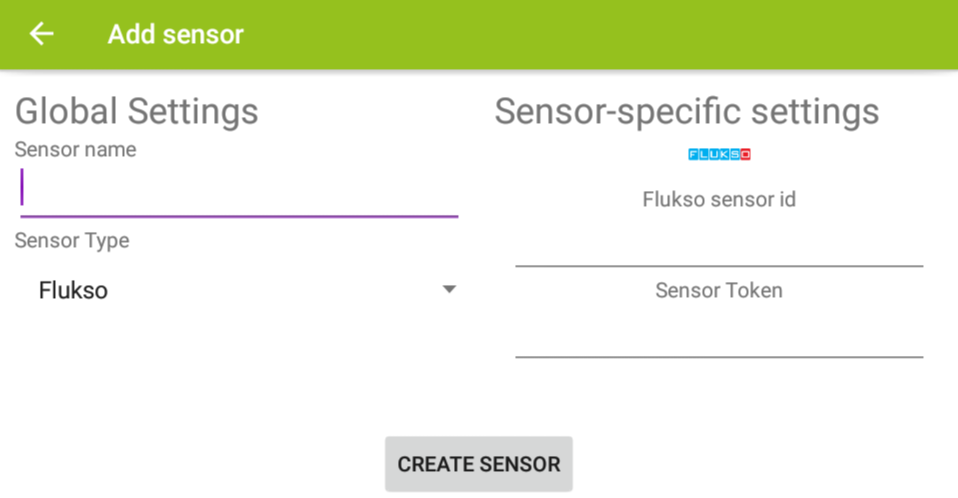 Add sensor
Global Settings
Sensor name
Sensor Type
Flukso
Sensor-specific settings
FLUKSO
Flukso sensor id
Sensor Token
CREATE SENSOR